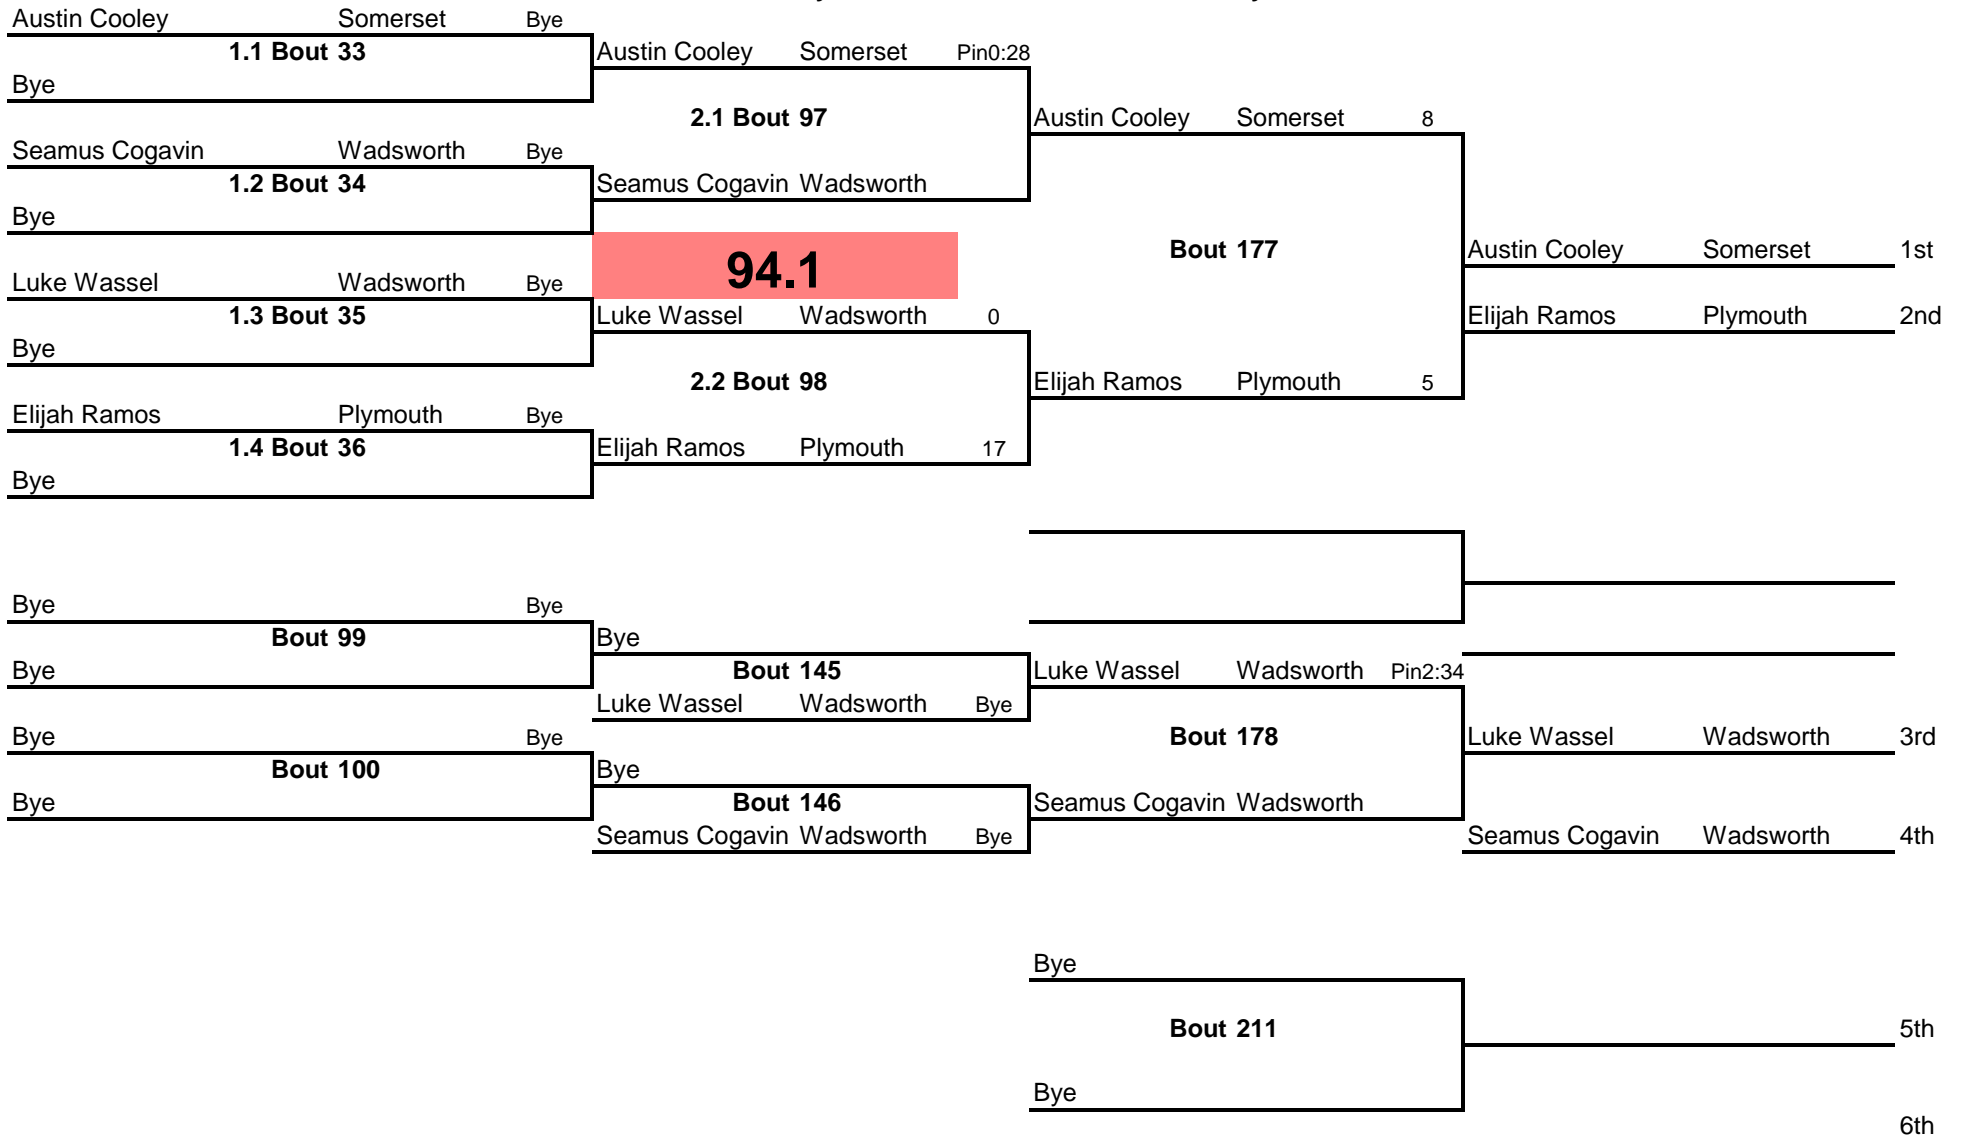 Austin Cooley Somerset Bye
1.1 Bout 33
Bye
Seamus Cogavin Wadsworth Bye
1.2 Bout 34
Bye
Luke Wassel Wadsworth Bye
1.3 Bout 35
Bye
Elijah Ramos Plymouth Bye
1.4 Bout 36
Bye
Austin Cooley Somerset Pin0:28
2.1 Bout 97
Seamus Cogavin Wadsworth
94.1
Luke Wassel Wadsworth 0
2.2 Bout 98
Elijah Ramos Plymouth 17
Austin Cooley Somerset 8
Bout 177
Elijah Ramos Plymouth 5
Austin Cooley Somerset 1st
Elijah Ramos Plymouth 2nd
Bye Bye
Bout 99
Bye
Bye Bye
Bout 100
Bye
Bye
Bout 145
Luke Wassel Wadsworth Bye
Bye
Bout 146
Seamus Cogavin Wadsworth Bye
Luke Wassel Wadsworth Pin2:34
Bout 178
Seamus Cogavin Wadsworth
Luke Wassel Wadsworth 3rd
Seamus Cogavin Wadsworth 4th
Bye
Bout 211
Bye
5th
6th